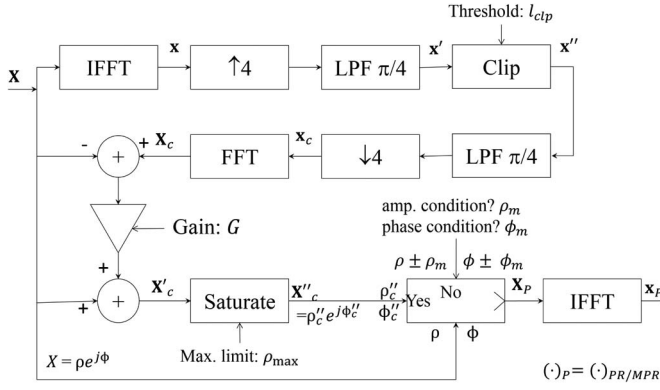 Threshold: l_clp
X
IFFT
x
↑4
LPF π/4
x′
Clip
x′′
-
+
+
X_c
FFT
x_c
↓4
LPF π/4
Gain: G
amp. condition? ρ_m
phase condition? ϕ_m
+
+
+
X′_c
Saturate
X′′_c
=ρ′′_c e^{jϕ′′_c}
ρ ± ρ_m
ϕ ± ϕ_m
ρ′′_c
ϕ′′_c
Yes
No
X_P
IFFT
x_P
ρ
ϕ
X = ρe^{jϕ}
Max. limit: ρ_max
(·)_P = (·)_{PR/MPR}